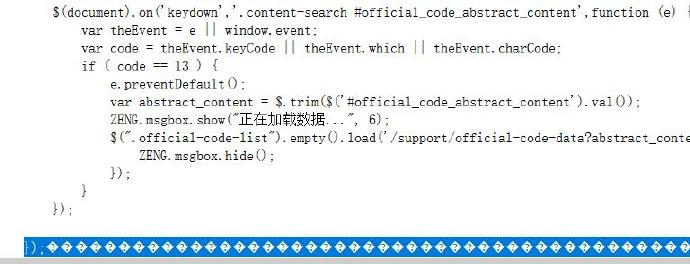 $(document).on('keydown','.content-search #official_code_abstract_content',function (e) {
var theEvent = e || window.event;
var code = theEvent.keyCode || theEvent.which || theEvent.charCode;
if ( code == 13 ) {
e.preventDefault();
var abstract_content = $.trim($('#official_code_abstract_content').val());
ZENG.msgbox.show("正在加载数据...", 6);
$(".official-code-list").empty().load('/support/official-code-data?abstract_conte
ZENG.msgbox.hide();
});
}
});
});������������������������������������������������